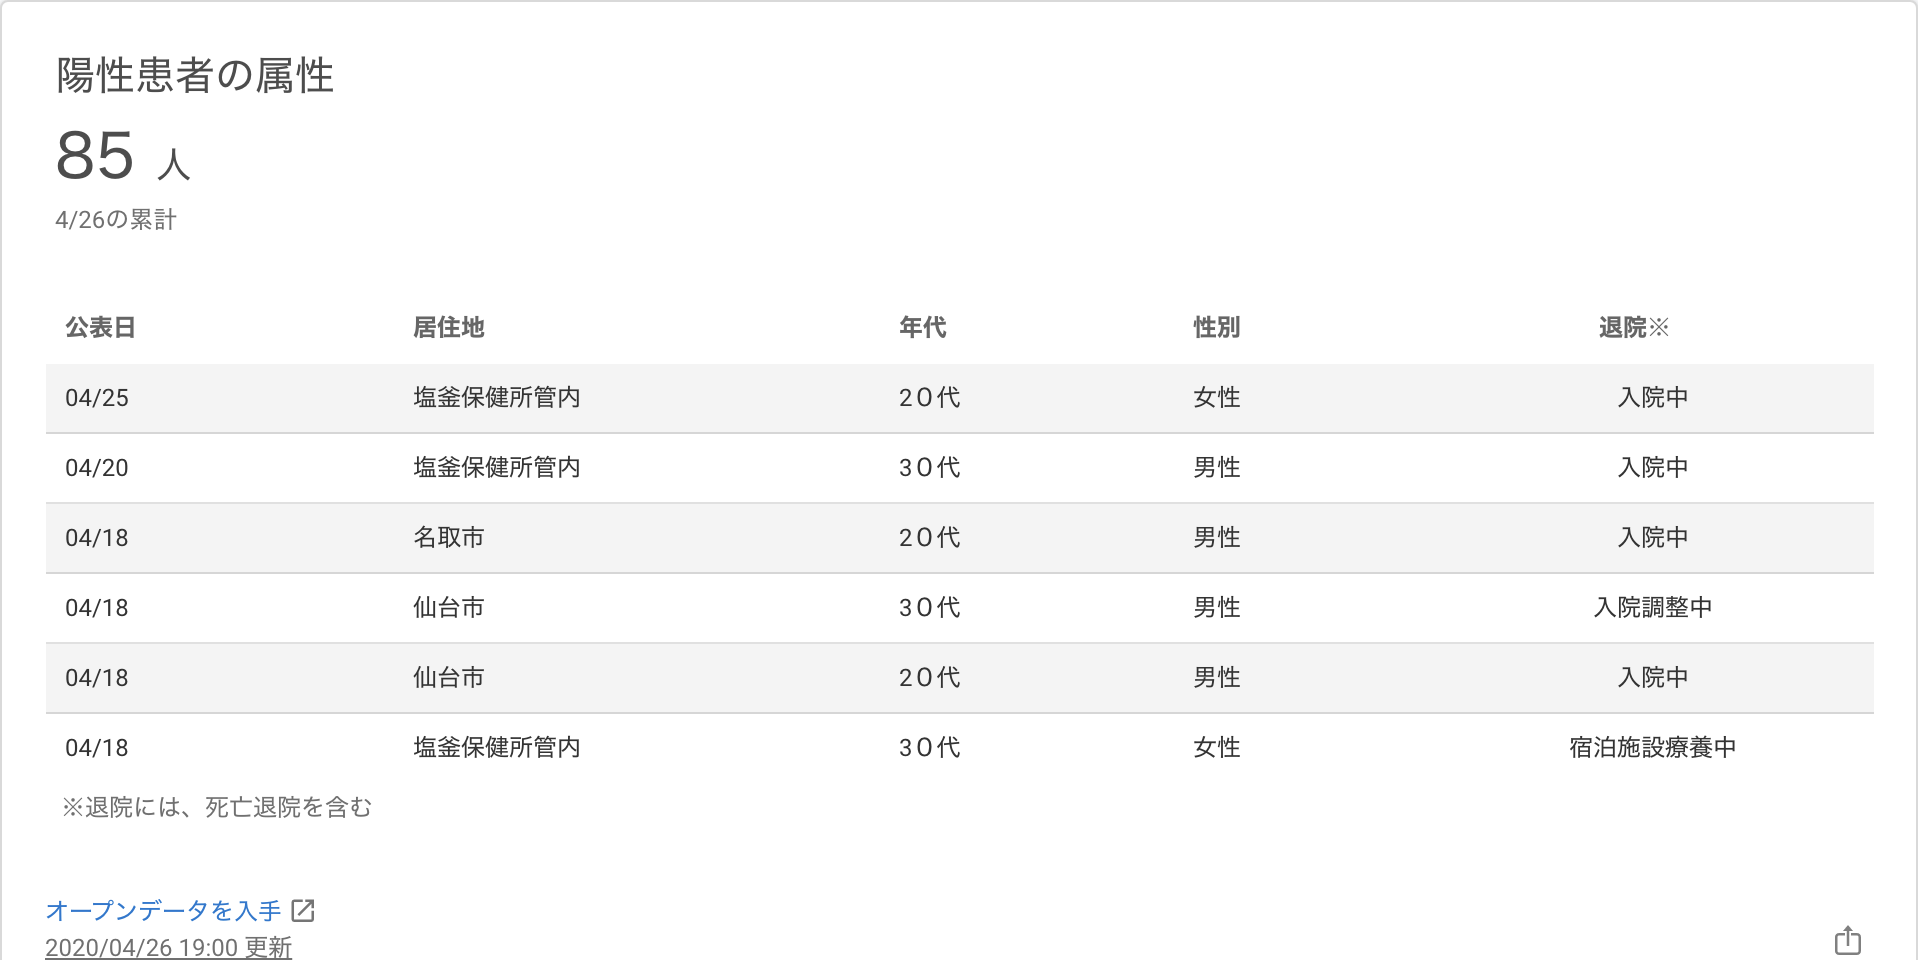 陽性患者の属性
85 人
4/26の累計
公表日 居住地 年代 性別 退院※
04/25 塩釜保健所管内 2０代 女性 入院中
04/20 塩釜保健所管内 3０代 男性 入院中
04/18 名取市 2０代 男性 入院中
04/18 仙台市 3０代 男性 入院調整中
04/18 仙台市 2０代 男性 入院中
04/18 塩釜保健所管内 3０代 女性 宿泊施設療養中
※退院には、死亡退院を含む
オープンデータを入手
2020/04/26 19:00 更新